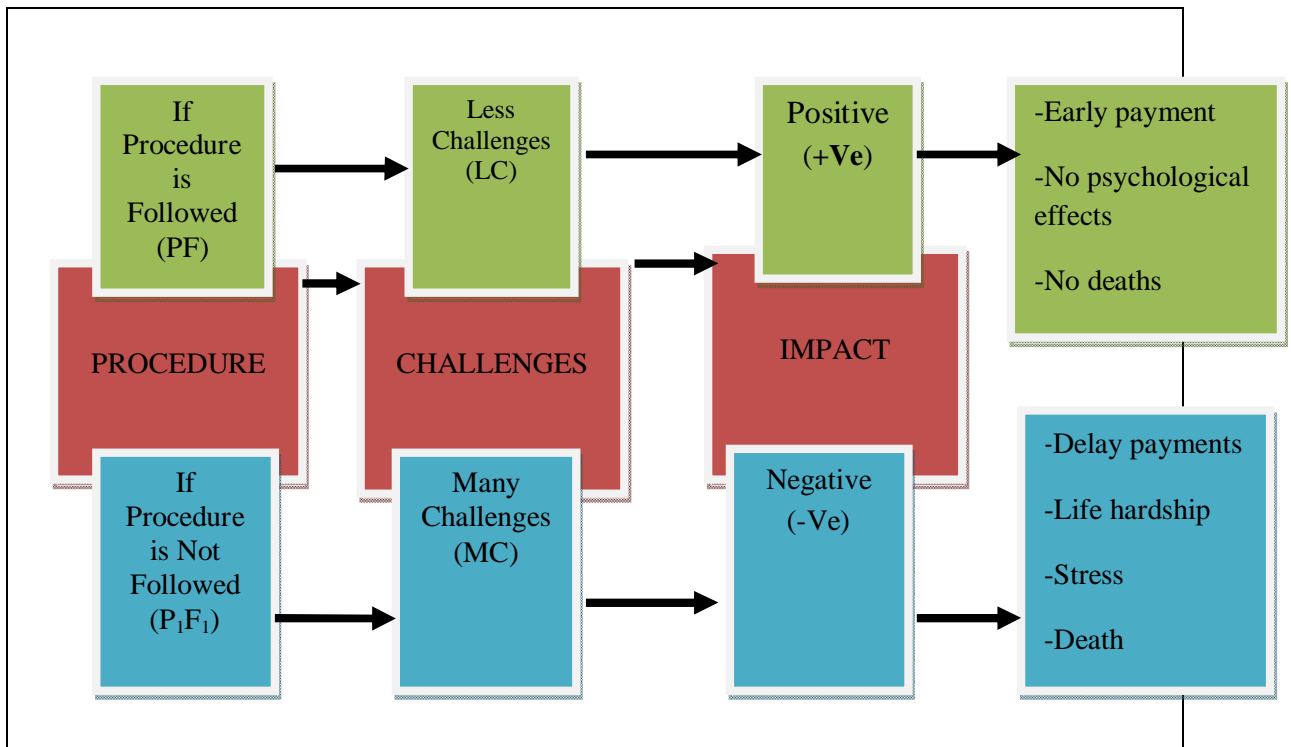 If
Procedure
is
Followed
(PF)
Less
Challenges
(LC)
Positive
(+Ve)
-Early payment
-No psychological
effects
-No deaths
PROCEDURE
CHALLENGES
IMPACT
If
Procedure
is Not
Followed
(P₁F₁)
Many
Challenges
(MC)
Negative
(-Ve)
-Delay payments
-Life hardship
-Stress
-Death